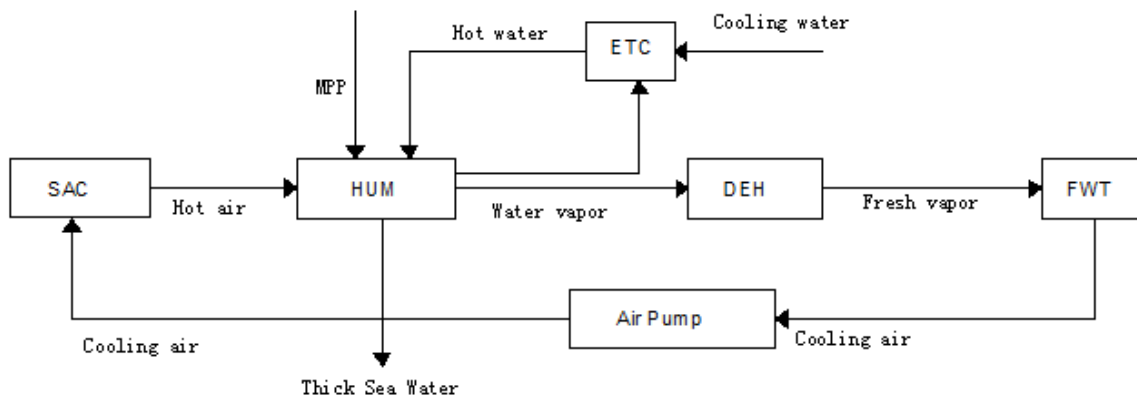 Cooling water
Hot water
ETC
MPP
SAC
HUM
DEH
FWT
Hot air
Water vapor
Fresh vapor
Air Pump
Cooling air
Cooling air
Thick Sea Water